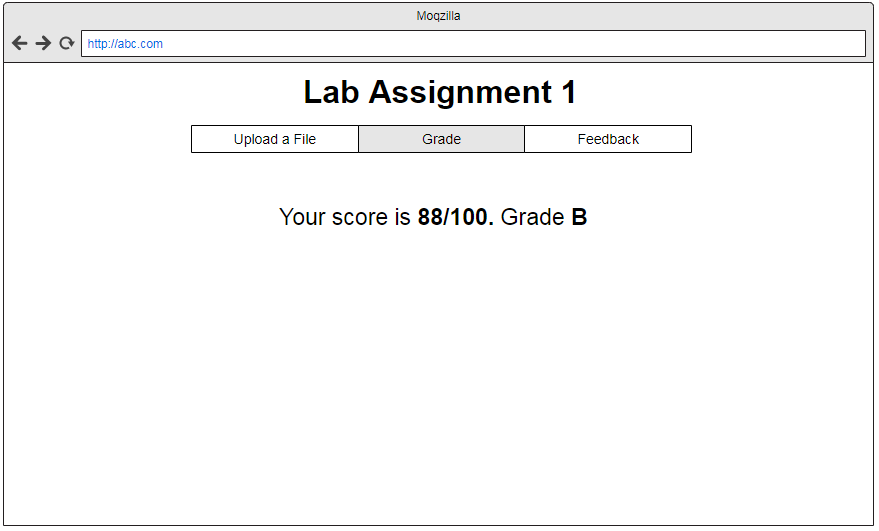 Moqzilla
http://abc.com
Lab Assignment 1
Upload a File Grade Feedback
Your score is 88/100. Grade B